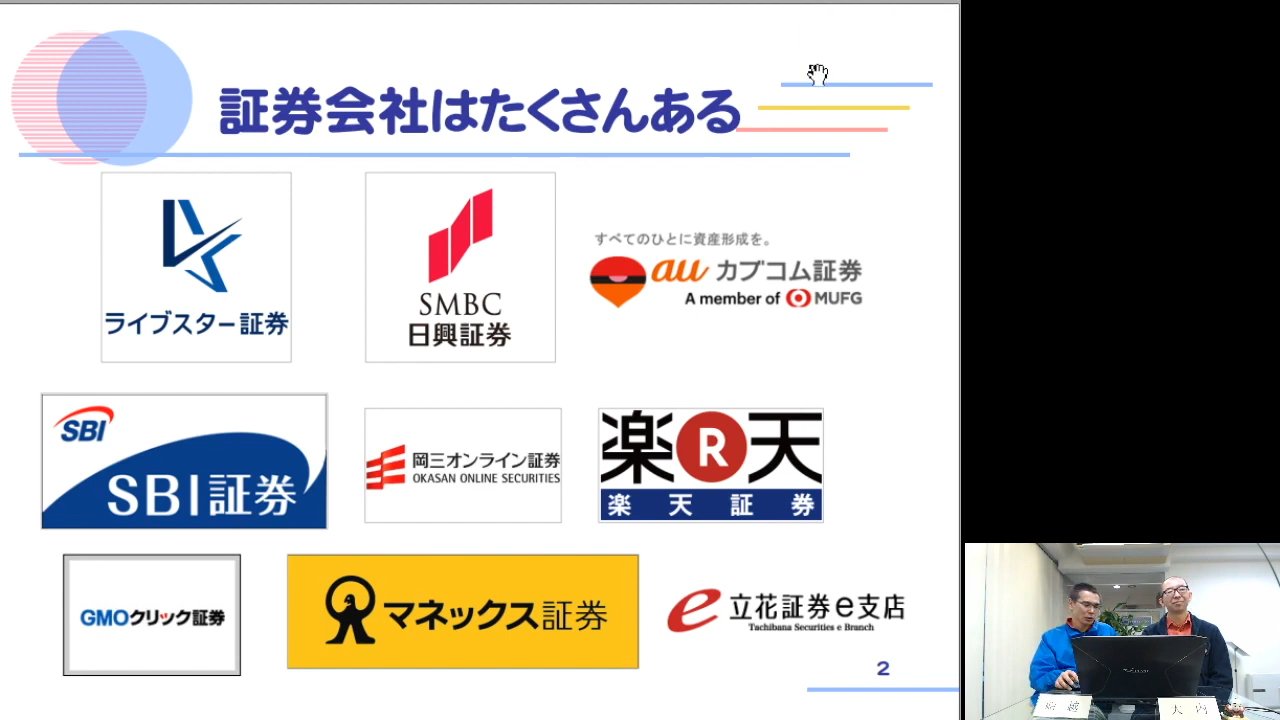 証券会社はたくさんある
ライブスター証券
SMBC
日興証券
すべてのひとに資産形成を。
au カブコム証券
A member of MUFG
SBI
SBI証券
岡三オンライン証券
OKASAN ONLINE SECURITIES
楽R天
楽天証券
GMOクリック証券
マネックス証券
e 立花証券e支店
Tachibana Securities e Branch
2